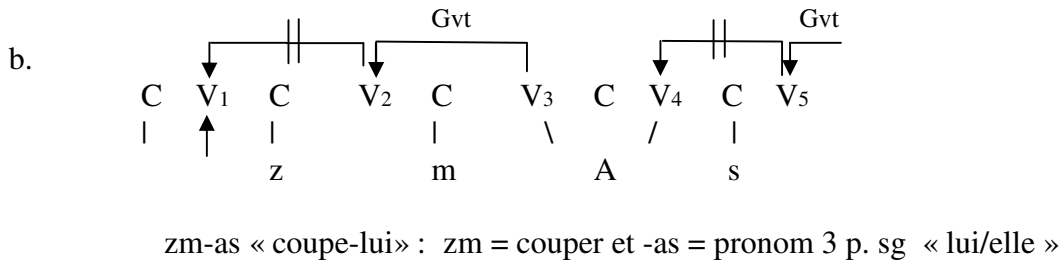 Gvt Gvt
b.
C V1 C V2 C V3 C V4 C V5
| | | \ / |
z m A s
zm-as « coupe-lui» : zm = couper et -as = pronom 3 p. sg « lui/elle »